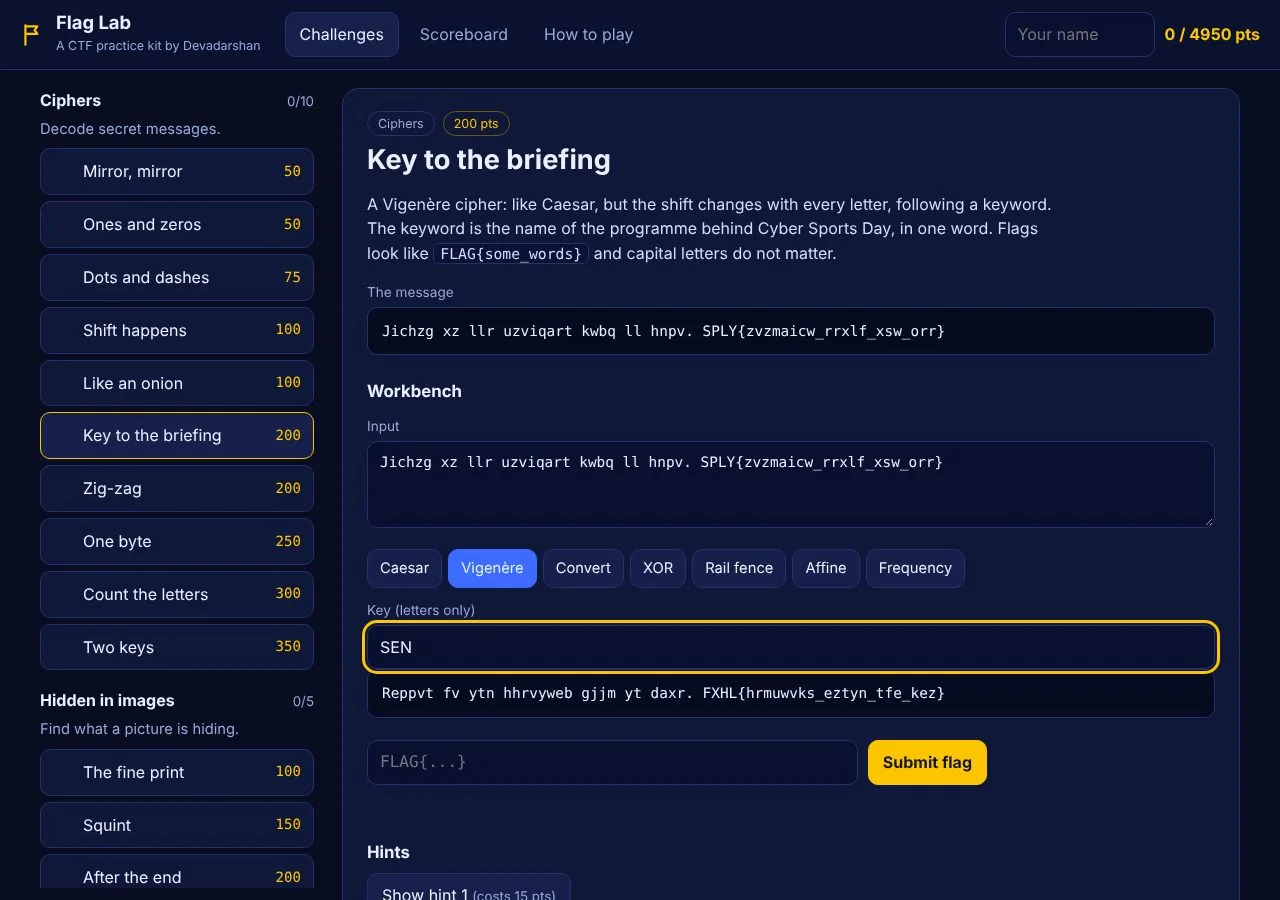 Flag Lab
A CTF practice kit by Devadarshan
Challenges
Scoreboard
How to play
Your name
0 / 4950 pts
Ciphers
0/10
Decode secret messages.
Mirror, mirror 50
Ones and zeros 50
Dots and dashes 75
Shift happens 100
Like an onion 100
Key to the briefing 200
Zig-zag 200
One byte 250
Count the letters 300
Two keys 350
Hidden in images
0/5
Find what a picture is hiding.
The fine print 100
Squint 150
After the end 200
Ciphers
200 pts
Key to the briefing
A Vigenère cipher: like Caesar, but the shift changes with every letter, following a keyword.
The keyword is the name of the programme behind Cyber Sports Day, in one word. Flags
look like FLAG{some_words} and capital letters do not matter.
The message
Jichzg xz llr uzviqart kwbq ll hnpv. SPLY{zvzmaicw_rrxlf_xsw_orr}
Workbench
Input
Jichzg xz llr uzviqart kwbq ll hnpv. SPLY{zvzmaicw_rrxlf_xsw_orr}
Caesar
Vigenère
Convert
XOR
Rail fence
Affine
Frequency
Key (letters only)
SEN
Reppvt fv ytn hhrvyweb gjjm yt daxr. FXHL{hrmuwvks_eztyn_tfe_kez}
FLAG{...}
Submit flag
Hints
Show hint 1 (costs 15 pts)